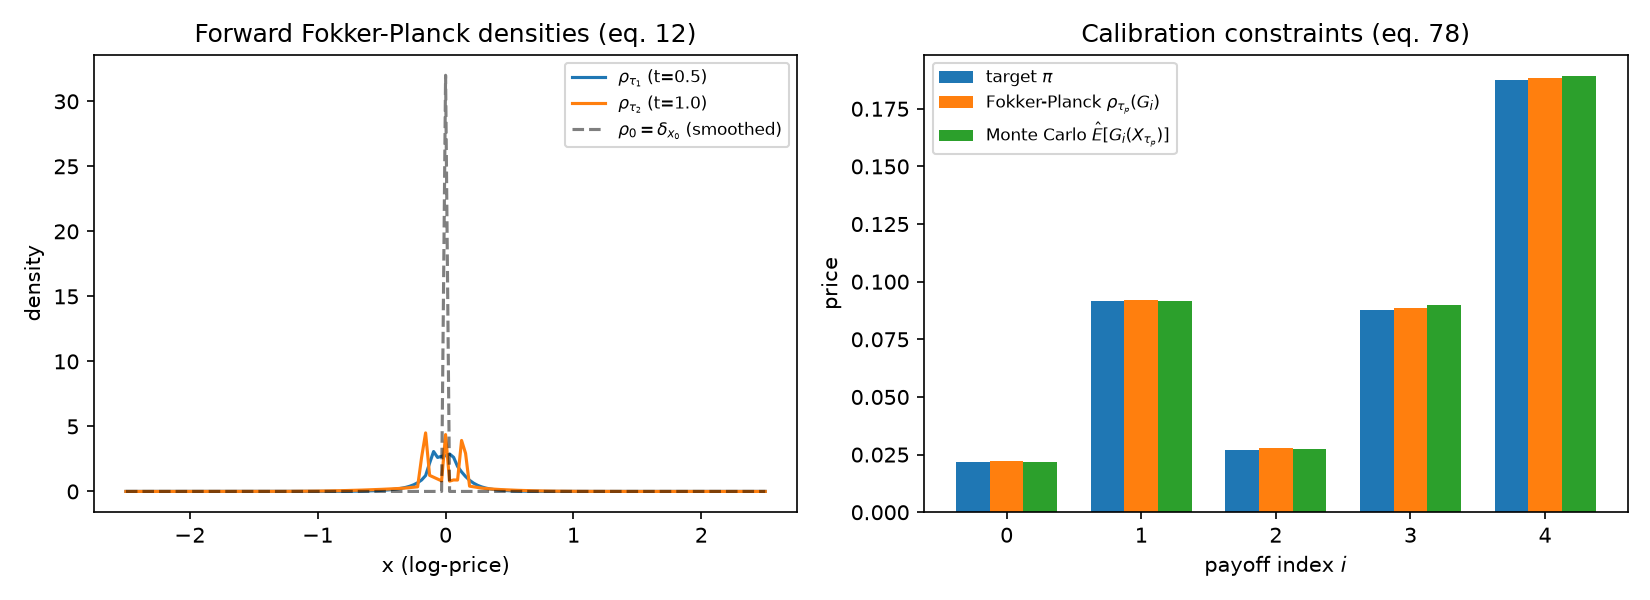 Forward Fokker-Planck densities (eq. 12)
density
30
25
20
15
10
5
0
−2
−1
0
1
2
x (log-price)
ρτ₁ (t=0.5)
ρτ₂ (t=1.0)
ρ₀ = δx₀ (smoothed)
Calibration constraints (eq. 78)
price
0.175
0.150
0.125
0.100
0.075
0.050
0.025
0.000
0
1
2
3
4
payoff index i
target π
Fokker-Planck ρτₚ(Gᵢ)
Monte Carlo Ê[Gᵢ(Xτₚ)]